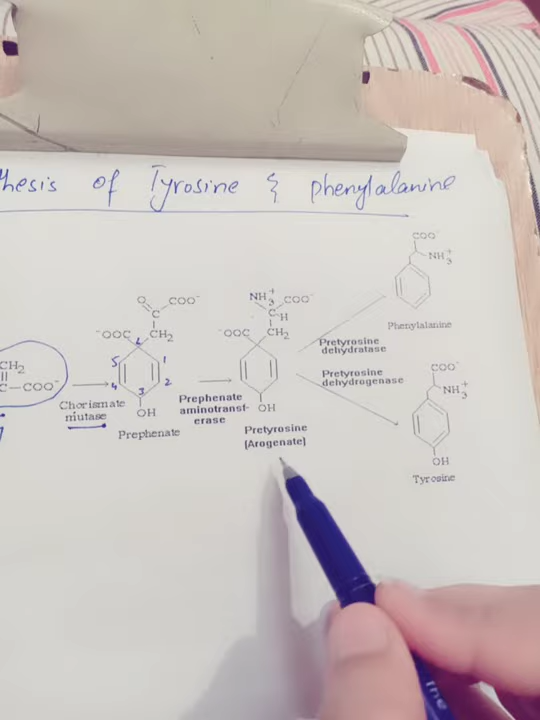 thesis of Tyrosine & phenylalanine
COO⁻
NH₃⁺
Phenylalanine
O
C
COO⁻
⁻OOC
CH₂
6
5
1
4
2
3
OH
Prephenate
NH₃⁺
COO⁻
C
H
⁻OOC
CH₂
OH
Pretyrosine
(Arogenate)
CH₂
C
COO⁻
Chorismate
mutase
Prephenate
aminotransf-
erase
Pretyrosine
dehydratase
Pretyrosine
dehydrogenase
COO⁻
NH₃⁺
OH
Tyrosine